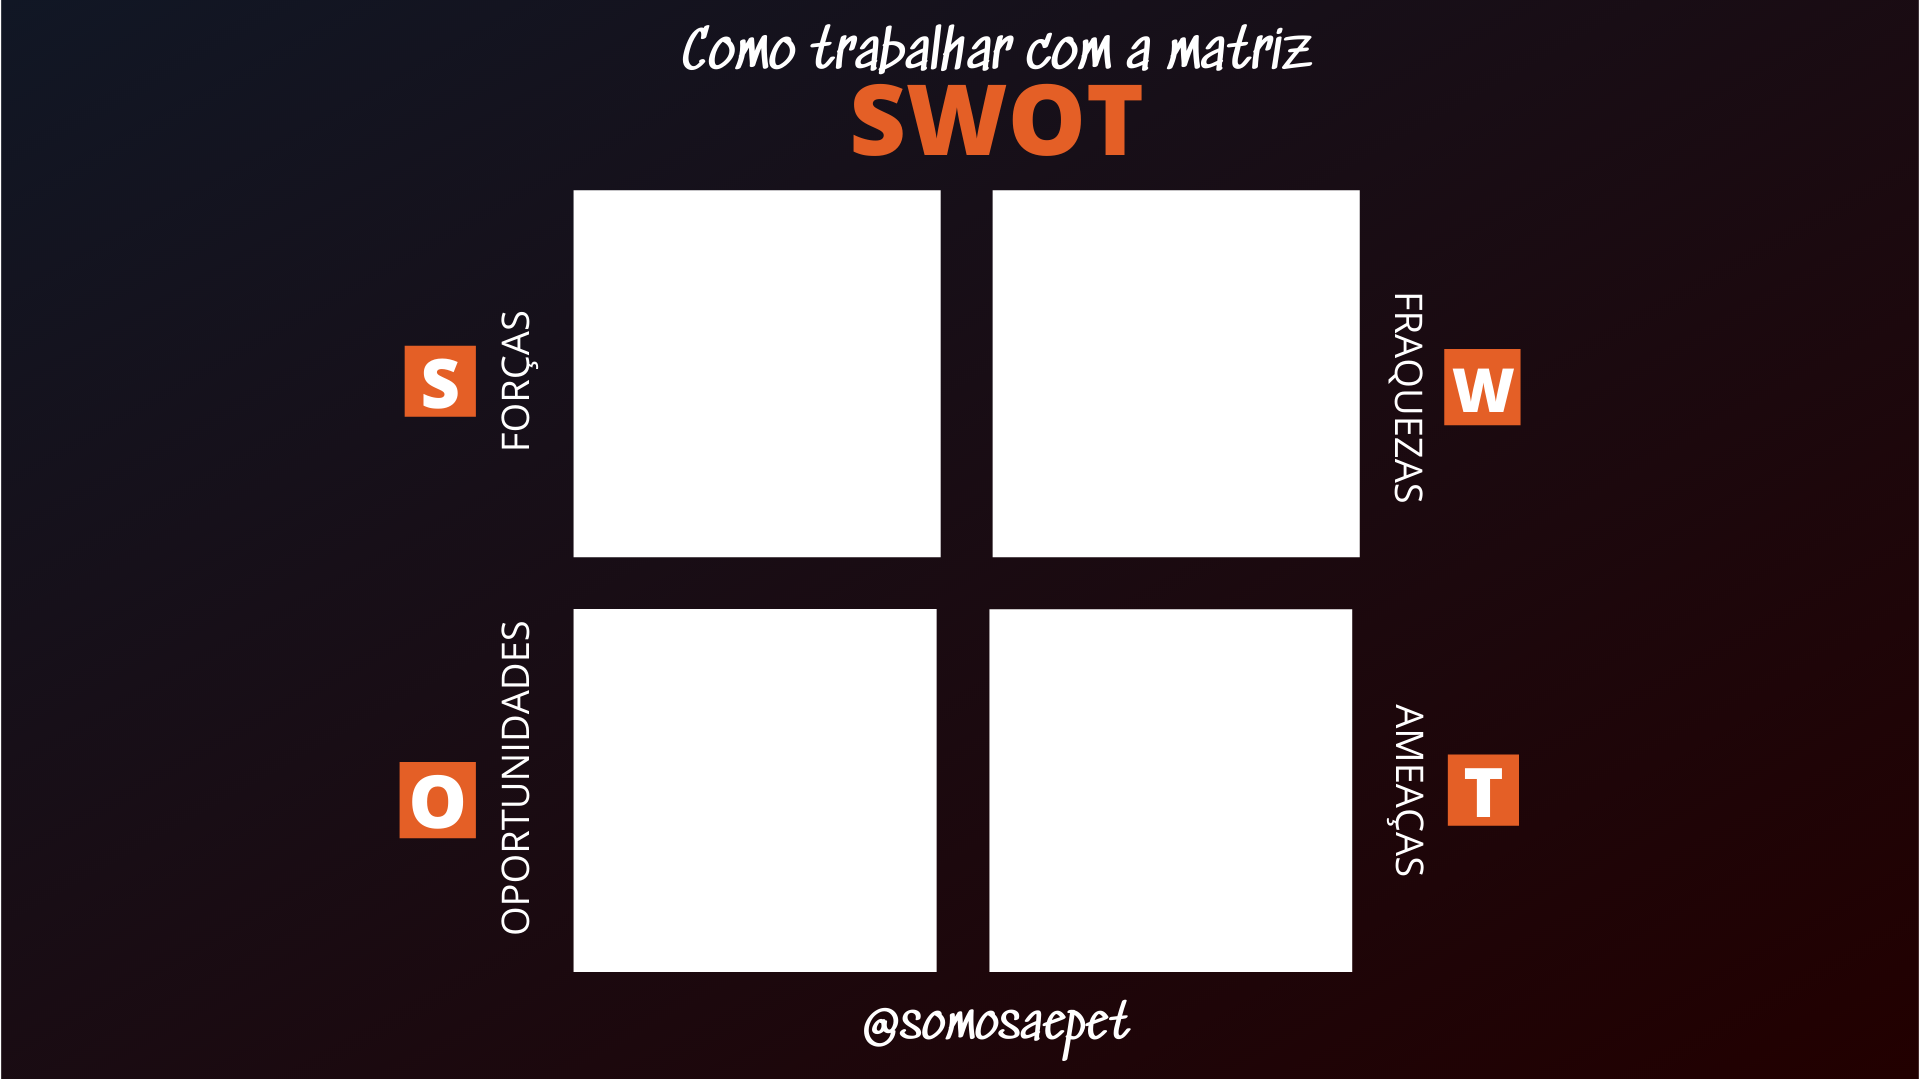 Como trabalhar com a matriz
SWOT
S
FORÇAS
FRAQUEZAS
W
O
OPORTUNIDADES
AMEAÇAS
T
@somosaepet